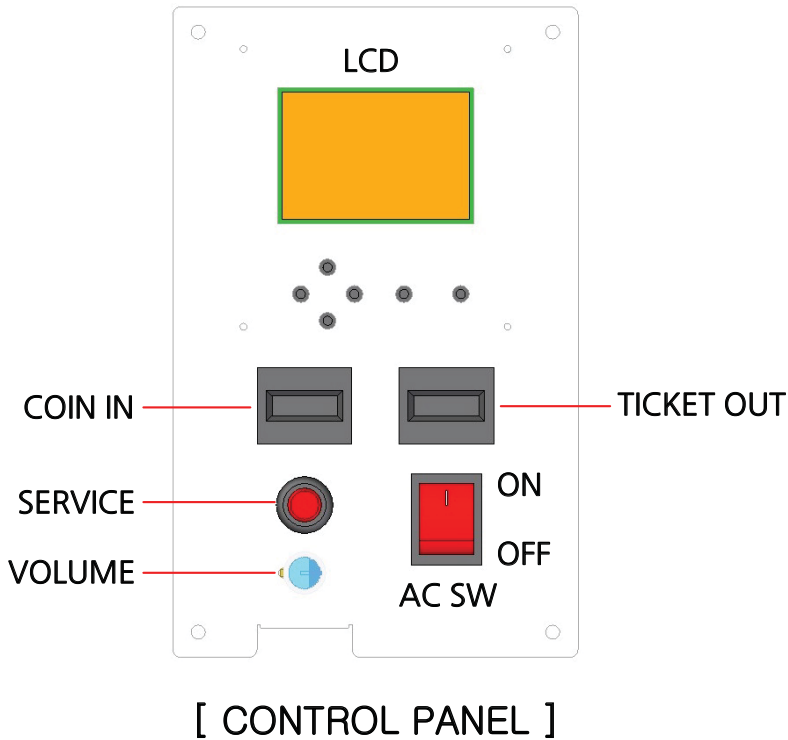 LCD
COIN IN
TICKET OUT
SERVICE
ON
OFF
VOLUME
AC SW
[ CONTROL PANEL ]